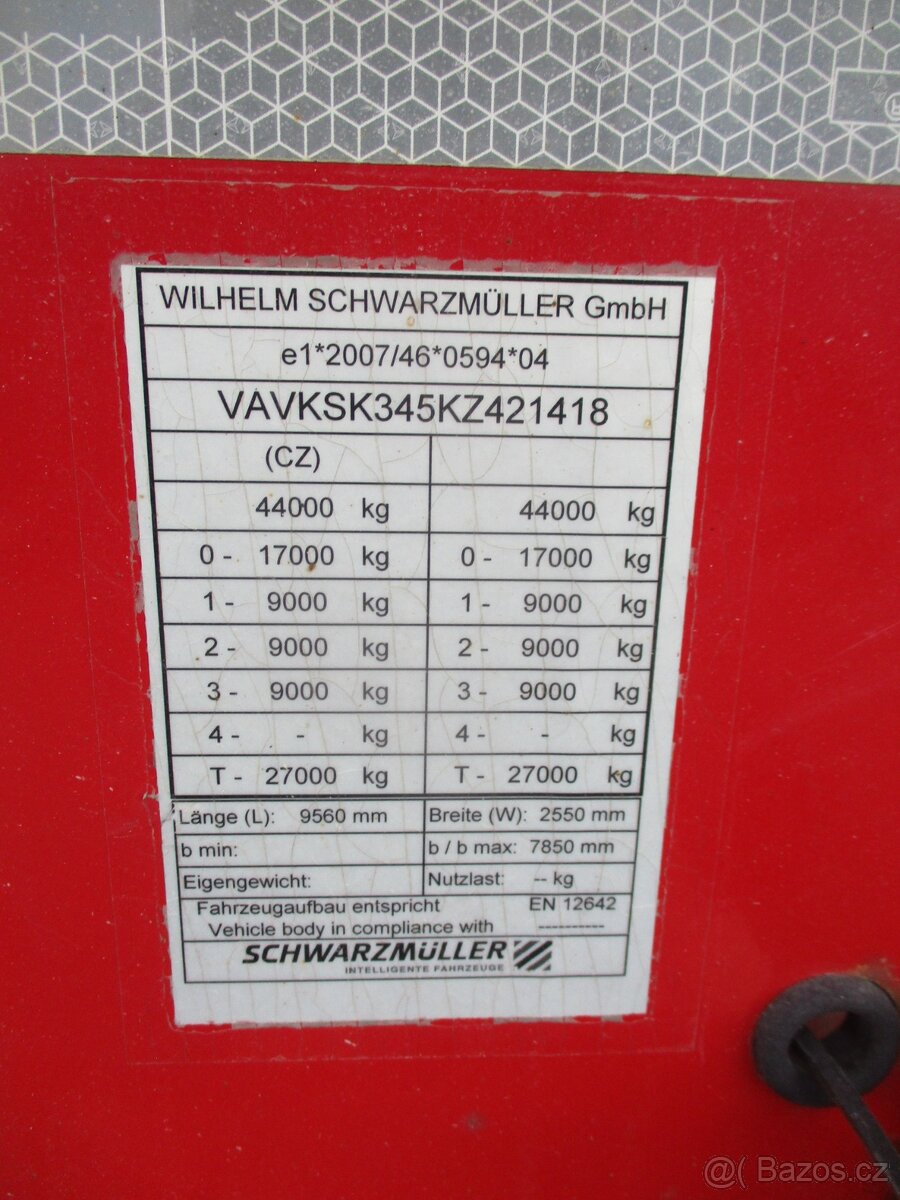 WILHELM SCHWARZMÜLLER GmbH
e1*2007/46*0594*04
VAVKSK345KZ421418
(CZ)
44000 kg 44000 kg
0 - 17000 kg 0 - 17000 kg
1 - 9000 kg 1 - 9000 kg
2 - 9000 kg 2 - 9000 kg
3 - 9000 kg 3 - 9000 kg
4 - - kg 4 - - kg
T - 27000 kg T - 27000 kg
Länge (L): 9560 mm Breite (W): 2550 mm
b min: b / b max: 7850 mm
Eigengewicht: Nutzlast: -- kg
Fahrzeugaufbau entspricht EN 12642
Vehicle body in compliance with ----------
SCHWARZMÜLLER
INTELLIGENTE FAHRZEUGE
@( Bazos.cz